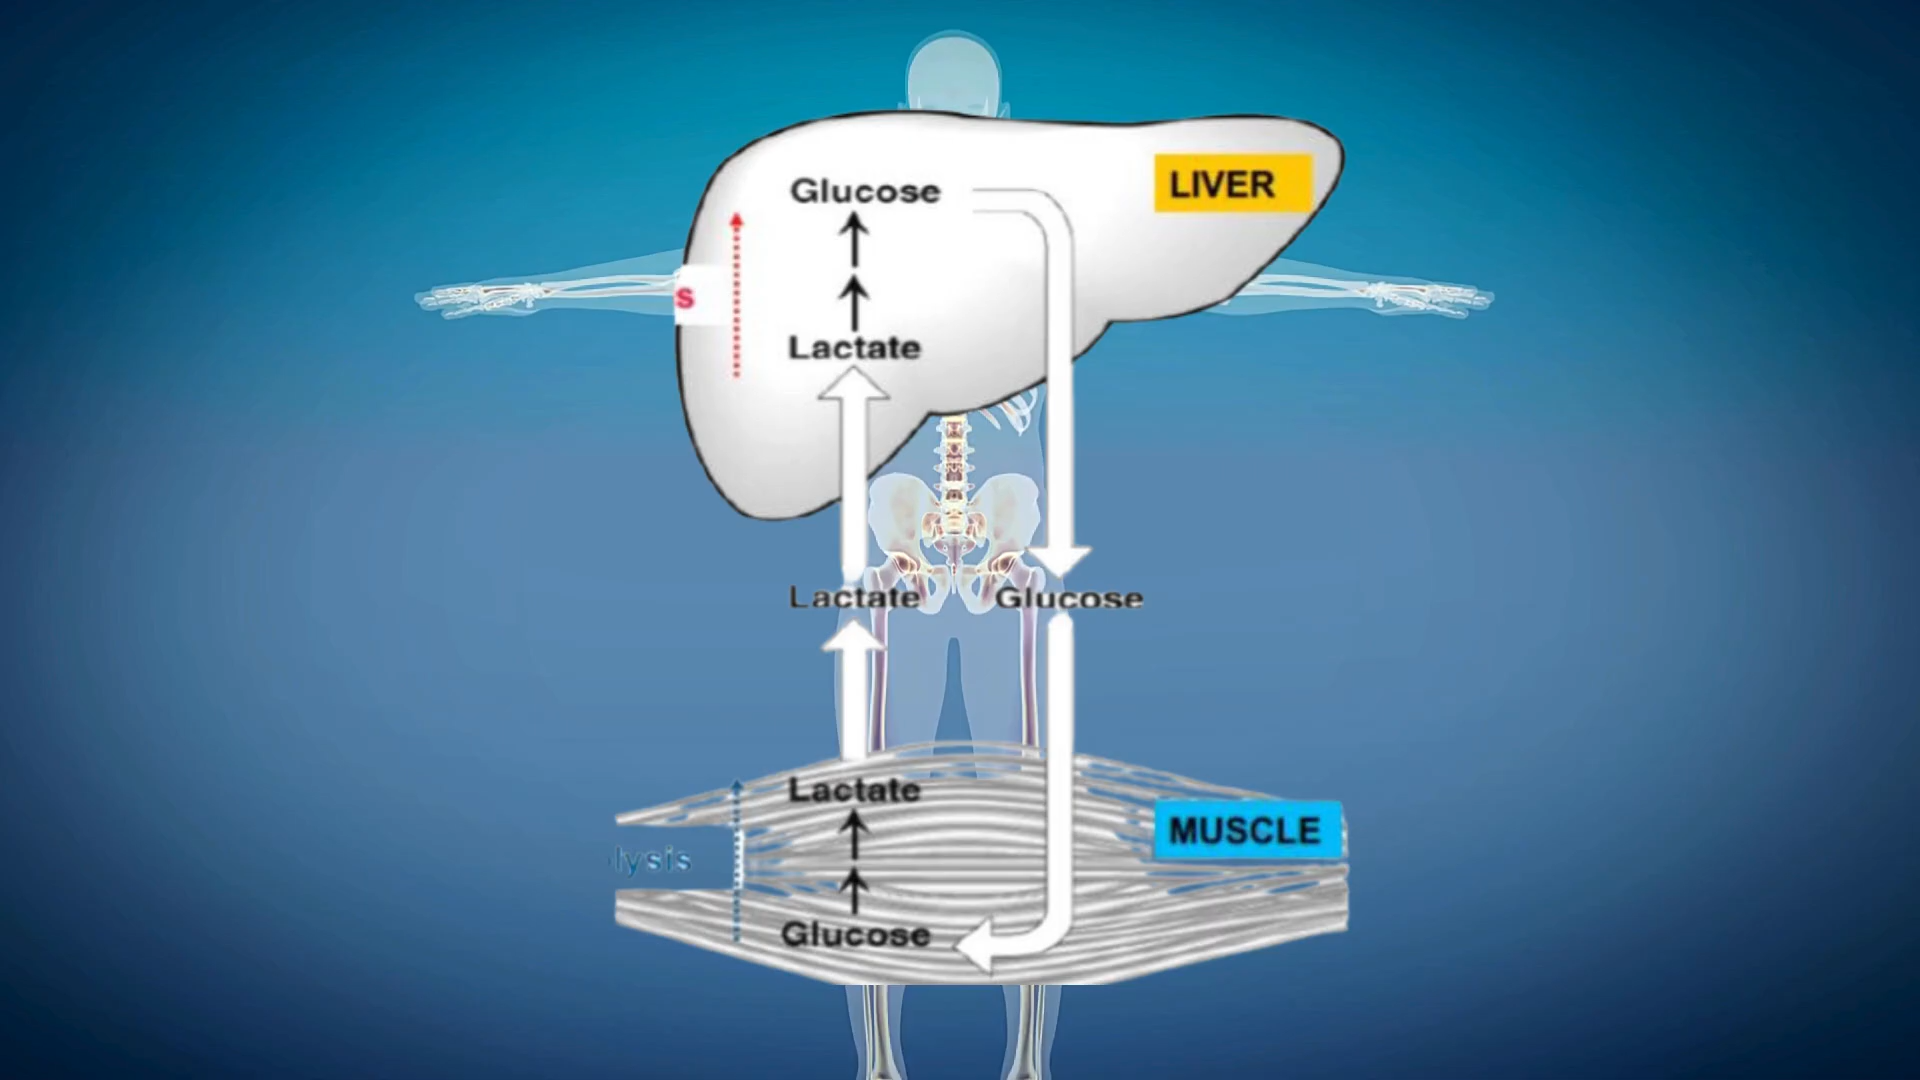 Glucose
LIVER
s
Lactate
Lactate
Glucose
Lactate
MUSCLE
lysis
Glucose